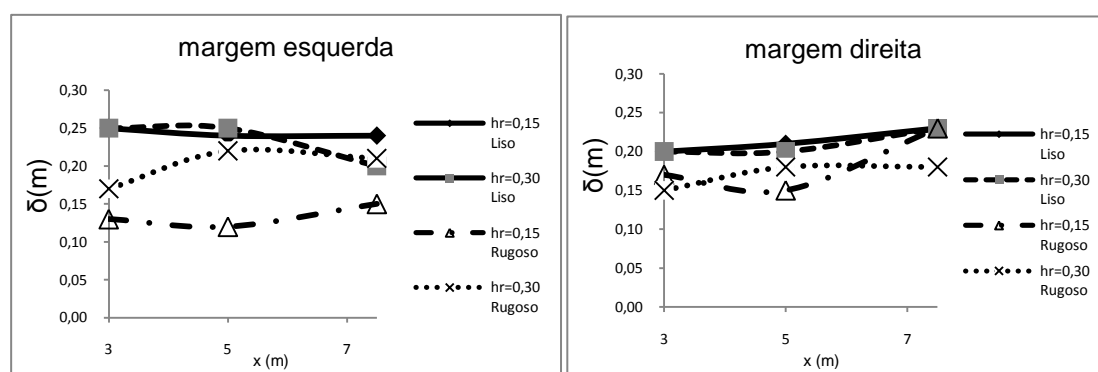 margem esquerda
0,30
0,25
0,20
0,15
0,10
0,05
0,00
δ(m)
3
5
7
x (m)
hr=0,15
Liso
hr=0,30
Liso
hr=0,15
Rugoso
hr=0,30
Rugoso
margem direita
0,30
0,25
0,20
0,15
0,10
0,05
0,00
δ(m)
3
5
7
x (m)
hr=0,15
Liso
hr=0,30
Liso
hr=0,15
Rugoso
hr=0,30
Rugoso